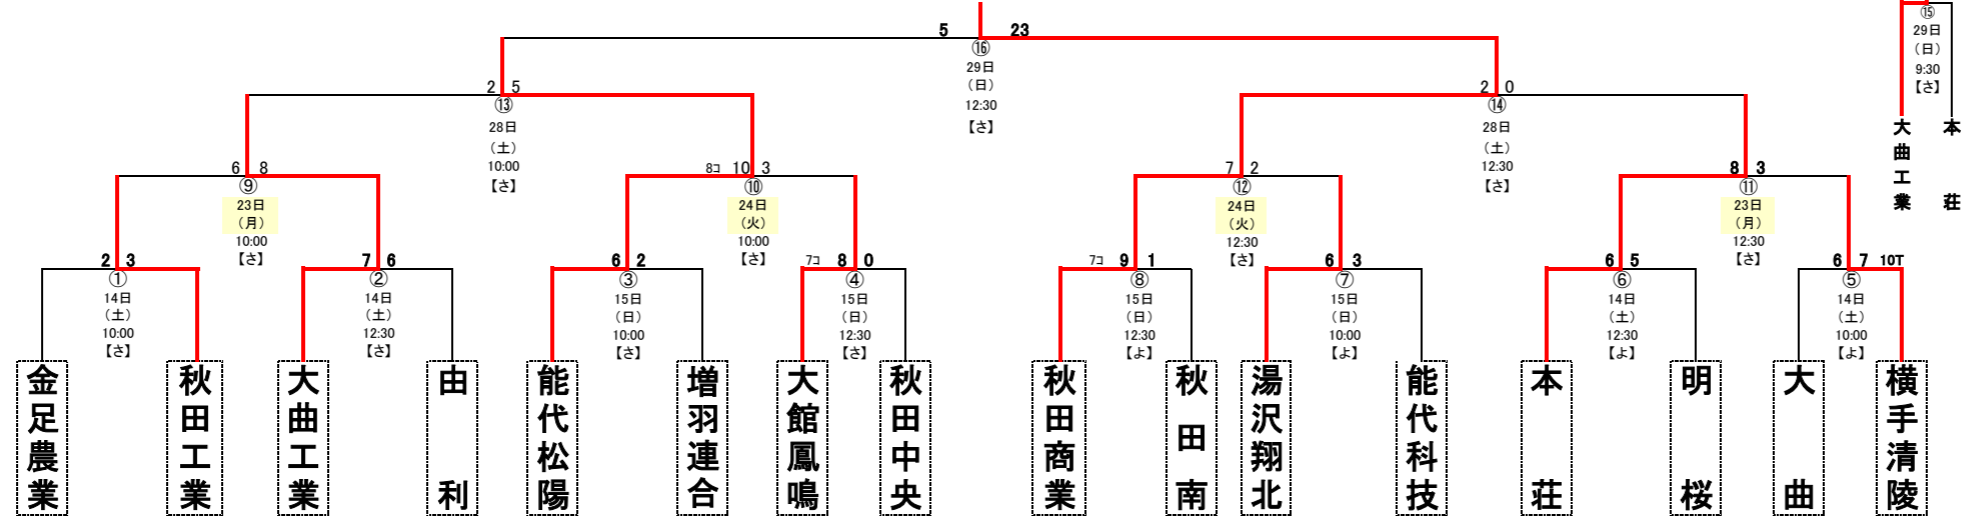 5 ⑯ 23
29日
（日）
12:30
【さ】
⑮
29日
（日）
9:30
【さ】
大曲工業
本荘
2 ⑬ 5
28日
（土）
10:00
【さ】
2 ⑭ 0
28日
（土）
12:30
【さ】
6 ⑨ 8
23日
（月）
10:00
【さ】
8コ 10 ⑩ 3
24日
（火）
10:00
【さ】
7 ⑫ 2
24日
（火）
12:30
【さ】
8 ⑪ 3
23日
（月）
12:30
【さ】
2 ① 3
14日
（土）
10:00
【さ】
7 ② 6
14日
（土）
12:30
【さ】
6 ③ 2
15日
（日）
10:00
【さ】
7コ 8 ④ 0
15日
（日）
12:30
【さ】
7コ 9 ⑧ 1
15日
（日）
12:30
【よ】
6 ⑦ 3
15日
（日）
10:00
【よ】
6 ⑥ 5
14日
（土）
12:30
【よ】
6 ⑤ 7 10T
14日
（土）
10:00
【よ】
金足農業
秋田工業
大曲工業
由利
能代松陽
増羽連合
大館鳳鳴
秋田中央
秋田商業
秋田南
湯沢翔北
能代科技
本荘
明桜
大曲
横手清陵